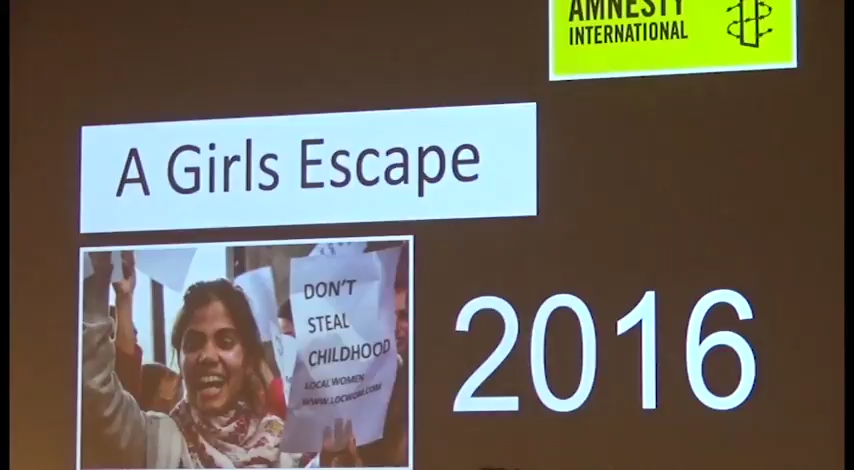 AMNESTY
INTERNATIONAL
A Girls Escape
DON'T
STEAL
CHILDHOOD
LOCAL WOMEN
2016